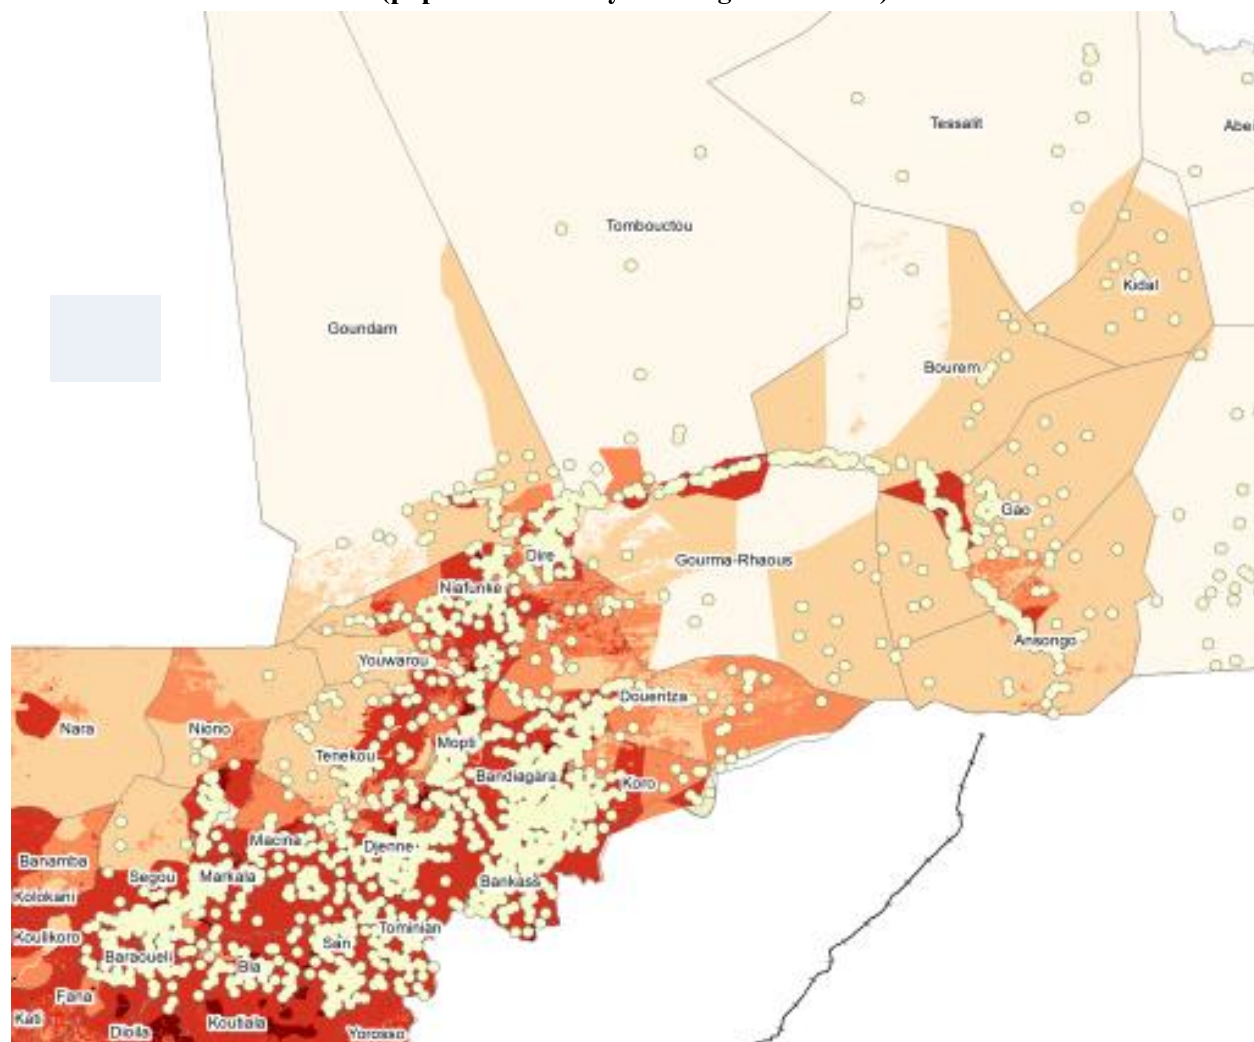 Tessalit
Tombouctou
Kidal
Goundam
Bourem
Gao
Dire
Gourma-Rhaous
Niafunke
Ansongo
Youwarou
Douentza
Nara
Niono
Mopti
Tenekou
Bandiagara
Koro
Macina
Djenne
Banamba
Segou
Markala
Bankass
Kolokani
Tominian
Koulikoro
San
Baraoueli
Bla
Fana
Kati
Koutiala
Dioila
Yorosso